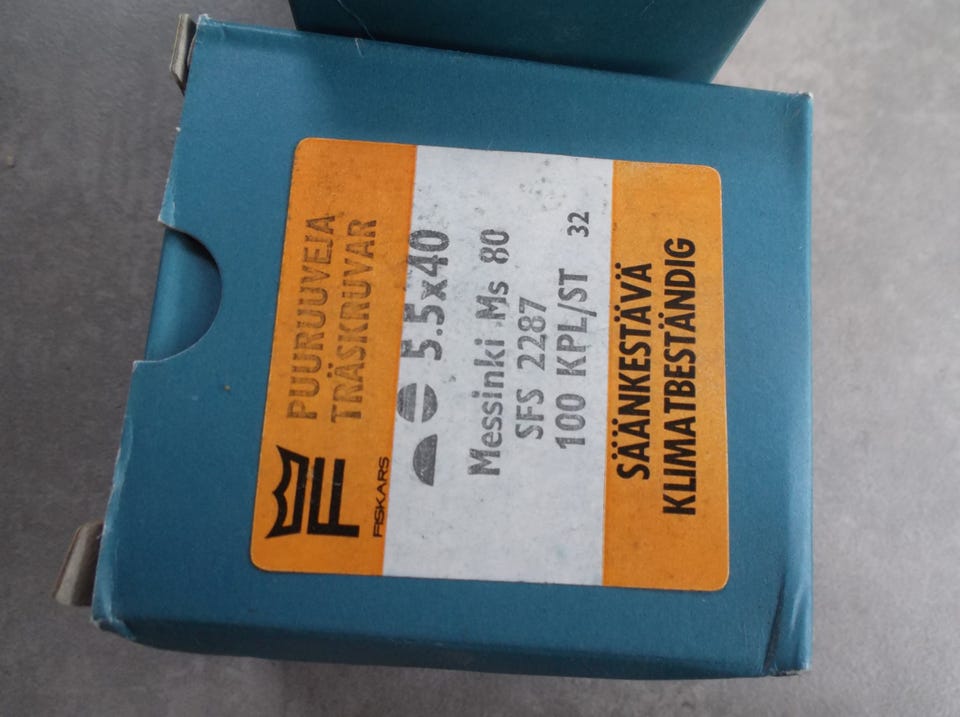 PUURUUVEJA
TRÄSKRUVAR
FISKARS
5.5x40
Messinki Ms 80
SFS 2287
100 KPL/ST
32
SÄÄNKESTÄVÄ
KLIMATBESTÄNDIG